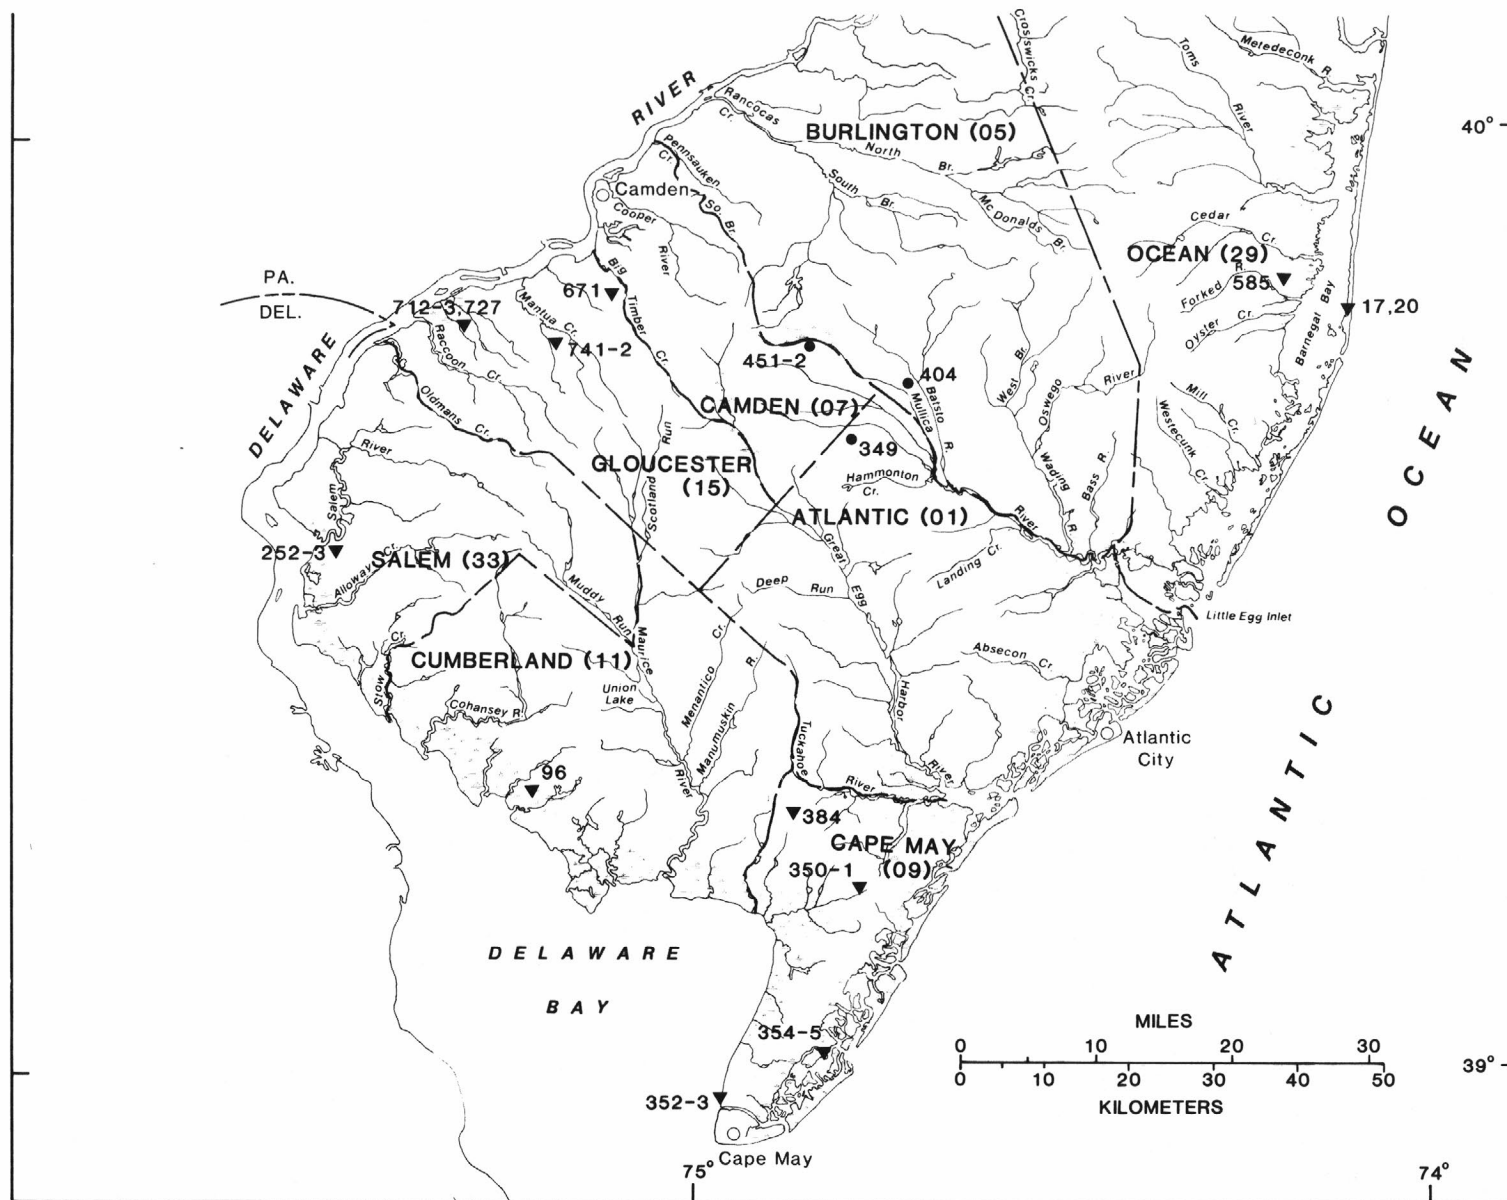 Metedeconk R.
Toms
River
Crosswicks Cr.
RIVER
Rancocas
Cr.
BURLINGTON (05)
40°
North
Br.
Pennsauken
Cr.
South
Br.
Camden
So. Br.
Cooper
River
McDonalds
Br.
Cedar
Cr.
OCEAN (29)
R.
585
Forked
Barnegat Bay
17,20
Oyster Cr.
PA.
DEL.
Big
Timber
Cr.
671
712-3,727
Mantua
Cr.
741-2
Raccoon
Cr.
451-2
404
DELAWARE
Oldmans
Cr.
CAMDEN (07)
Batsto
R.
Mullica
West
Br.
Oswego
River
Mill
Cr.
Westecunk
Cr.
349
Run
River
GLOUCESTER
(15)
Scotland
Hammonton
Cr.
Wading
R.
Bass R.
OCEAN
Salem
ATLANTIC (01)
River
252-3
SALEM (33)
Alloway
Cr.
Great
Egg
Landing Cr.
Muddy
Run
Deep
Run
Little Egg Inlet
Cr.
Stow
CUMBERLAND (11)
Maurice
Cr.
Menantico
R.
Manumuskin
Absecon Cr.
Union
Lake
Harbor
Cohansey R.
Tuckahoe
Atlantic
City
ATLANTIC
96
River
River
River
384
CAPE MAY
(09)
350-1
DELAWARE
BAY
354-5
MILES
0 10 20 30
0 10 20 30 40 50
KILOMETERS
39°
352-3
Cape May
75°
74°